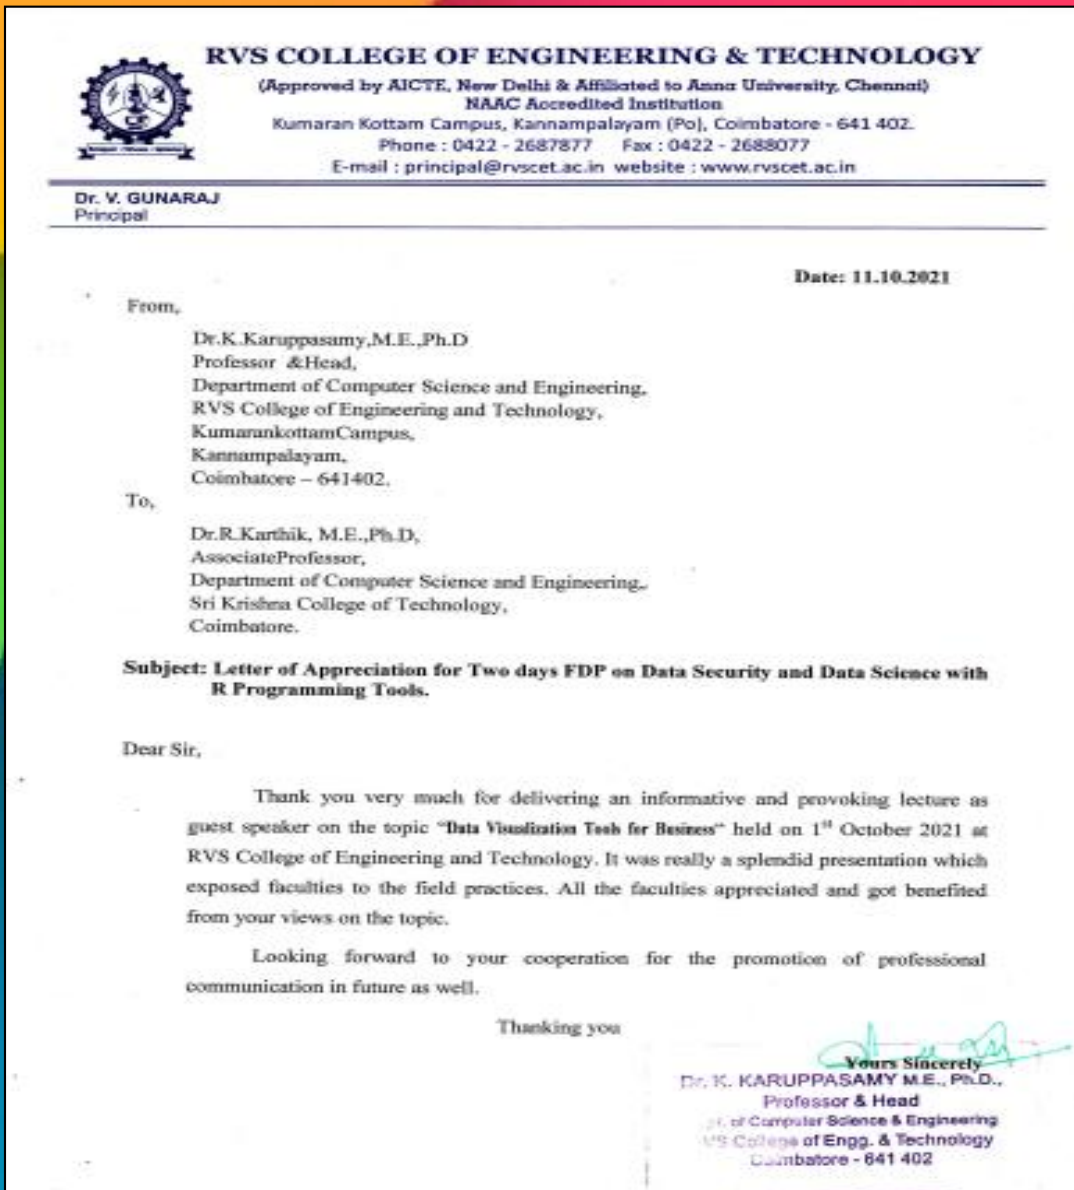 RVS COLLEGE OF ENGINEERING & TECHNOLOGY
(Approved by AICTE, New Delhi & Affiliated to Anna University, Chennai)
NAAC Accredited Institution
Kumaran Kottam Campus, Kannampalayam (Po), Coimbatore - 641 402.
Phone : 0422 - 2687877 Fax : 0422 - 2688077
E-mail : principal@rvscet.ac.in website : www.rvscet.ac.in
Dr. V. GUNARAJ
Principal
Date: 11.10.2021
From,
Dr.K.Karuppasamy,M.E.,Ph.D
Professor &Head,
Department of Computer Science and Engineering,
RVS College of Engineering and Technology,
KumarankottamCampus,
Kannampalayam,
Coimbatore – 641402.
To,
Dr.R.Karthik, M.E.,Ph.D,
AssociateProfessor,
Department of Computer Science and Engineering,
Sri Krishna College of Technology,
Coimbatore.
Subject: Letter of Appreciation for Two days FDP on Data Security and Data Science with
R Programming Tools.
Dear Sir,
Thank you very much for delivering an informative and provoking lecture as
guest speaker on the topic “Data Visualization Tools for Business“ held on 1st October 2021 at
RVS College of Engineering and Technology. It was really a splendid presentation which
exposed faculties to the field practices. All the faculties appreciated and got benefited
from your views on the topic.
Looking forward to your cooperation for the promotion of professional
communication in future as well.
Thanking you
Yours Sincerely
Dr. K. KARUPPASAMY M.E., Ph.D.,
Professor & Head
of Computer Science & Engineering
College of Engg. & Technology
Coimbatore - 641 402